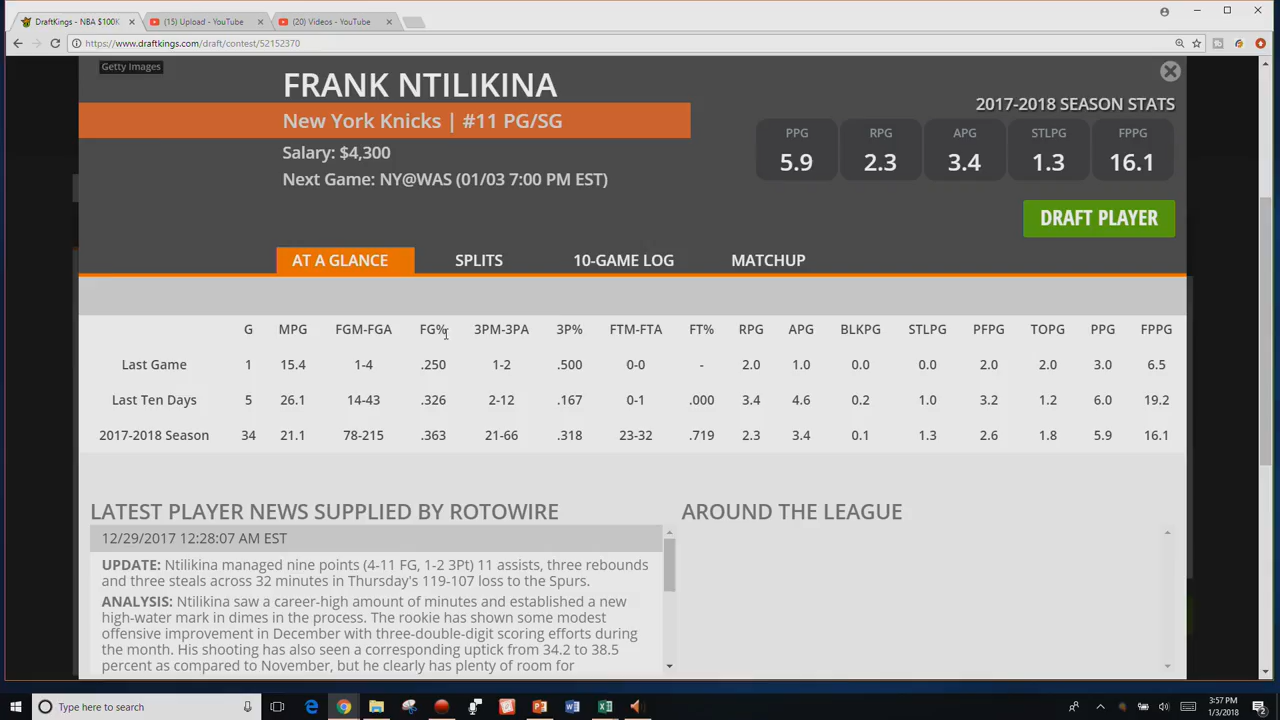 DraftKings - NBA $100K
(15) Upload - YouTube
(20) Videos - YouTube
https://www.draftkings.com/draft/contest/52152370
Getty Images
FRANK NTILIKINA
New York Knicks | #11 PG/SG
Salary: $4,300
Next Game: NY@WAS (01/03 7:00 PM EST)
2017-2018 SEASON STATS
PPG RPG APG STLPG FPPG
5.9 2.3 3.4 1.3 16.1
DRAFT PLAYER
AT A GLANCE SPLITS 10-GAME LOG MATCHUP
G MPG FGM-FGA FG% 3PM-3PA 3P% FTM-FTA FT% RPG APG BLKPG STLPG PFPG TOPG PPG FPPG
Last Game 1 15.4 1-4 .250 1-2 .500 0-0 - 2.0 1.0 0.0 0.0 2.0 2.0 3.0 6.5
Last Ten Days 5 26.1 14-43 .326 2-12 .167 0-1 .000 3.4 4.6 0.2 1.0 3.2 1.2 6.0 19.2
2017-2018 Season 34 21.1 78-215 .363 21-66 .318 23-32 .719 2.3 3.4 0.1 1.3 2.6 1.8 5.9 16.1
LATEST PLAYER NEWS SUPPLIED BY ROTOWIRE
12/29/2017 12:28:07 AM EST
UPDATE: Ntilikina managed nine points (4-11 FG, 1-2 3Pt) 11 assists, three rebounds
and three steals across 32 minutes in Thursday's 119-107 loss to the Spurs.
ANALYSIS: Ntilikina saw a career-high amount of minutes and established a new
high-water mark in dimes in the process. The rookie has shown some modest
offensive improvement in December with three-double-digit scoring efforts during
the month. His shooting has also seen a corresponding uptick from 34.2 to 38.5
percent as compared to November, but he clearly has plenty of room for
AROUND THE LEAGUE
Type here to search
3:57 PM
1/3/2018